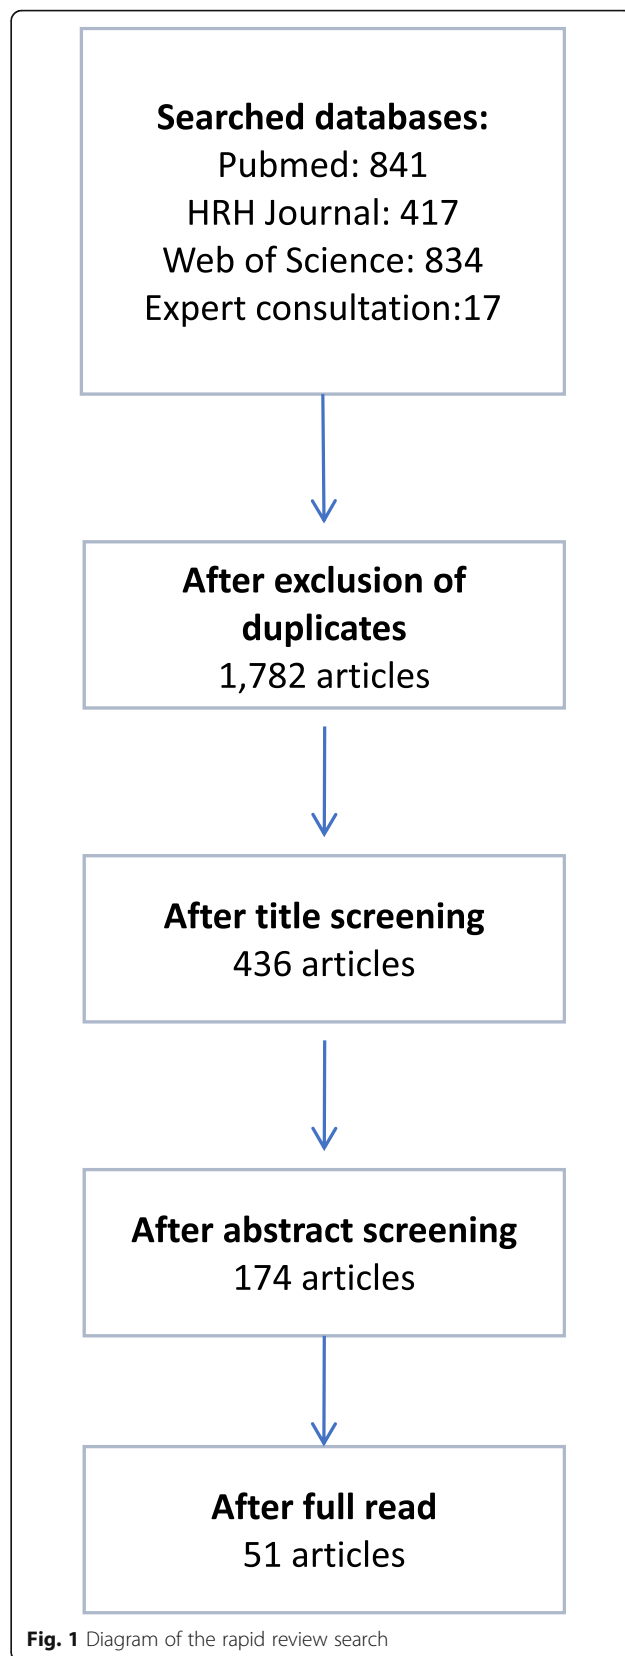 Searched databases:
Pubmed: 841
HRH Journal: 417
Web of Science: 834
Expert consultation:17
After exclusion of
duplicates
1,782 articles
After title screening
436 articles
After abstract screening
174 articles
After full read
51 articles
Fig. 1 Diagram of the rapid review search